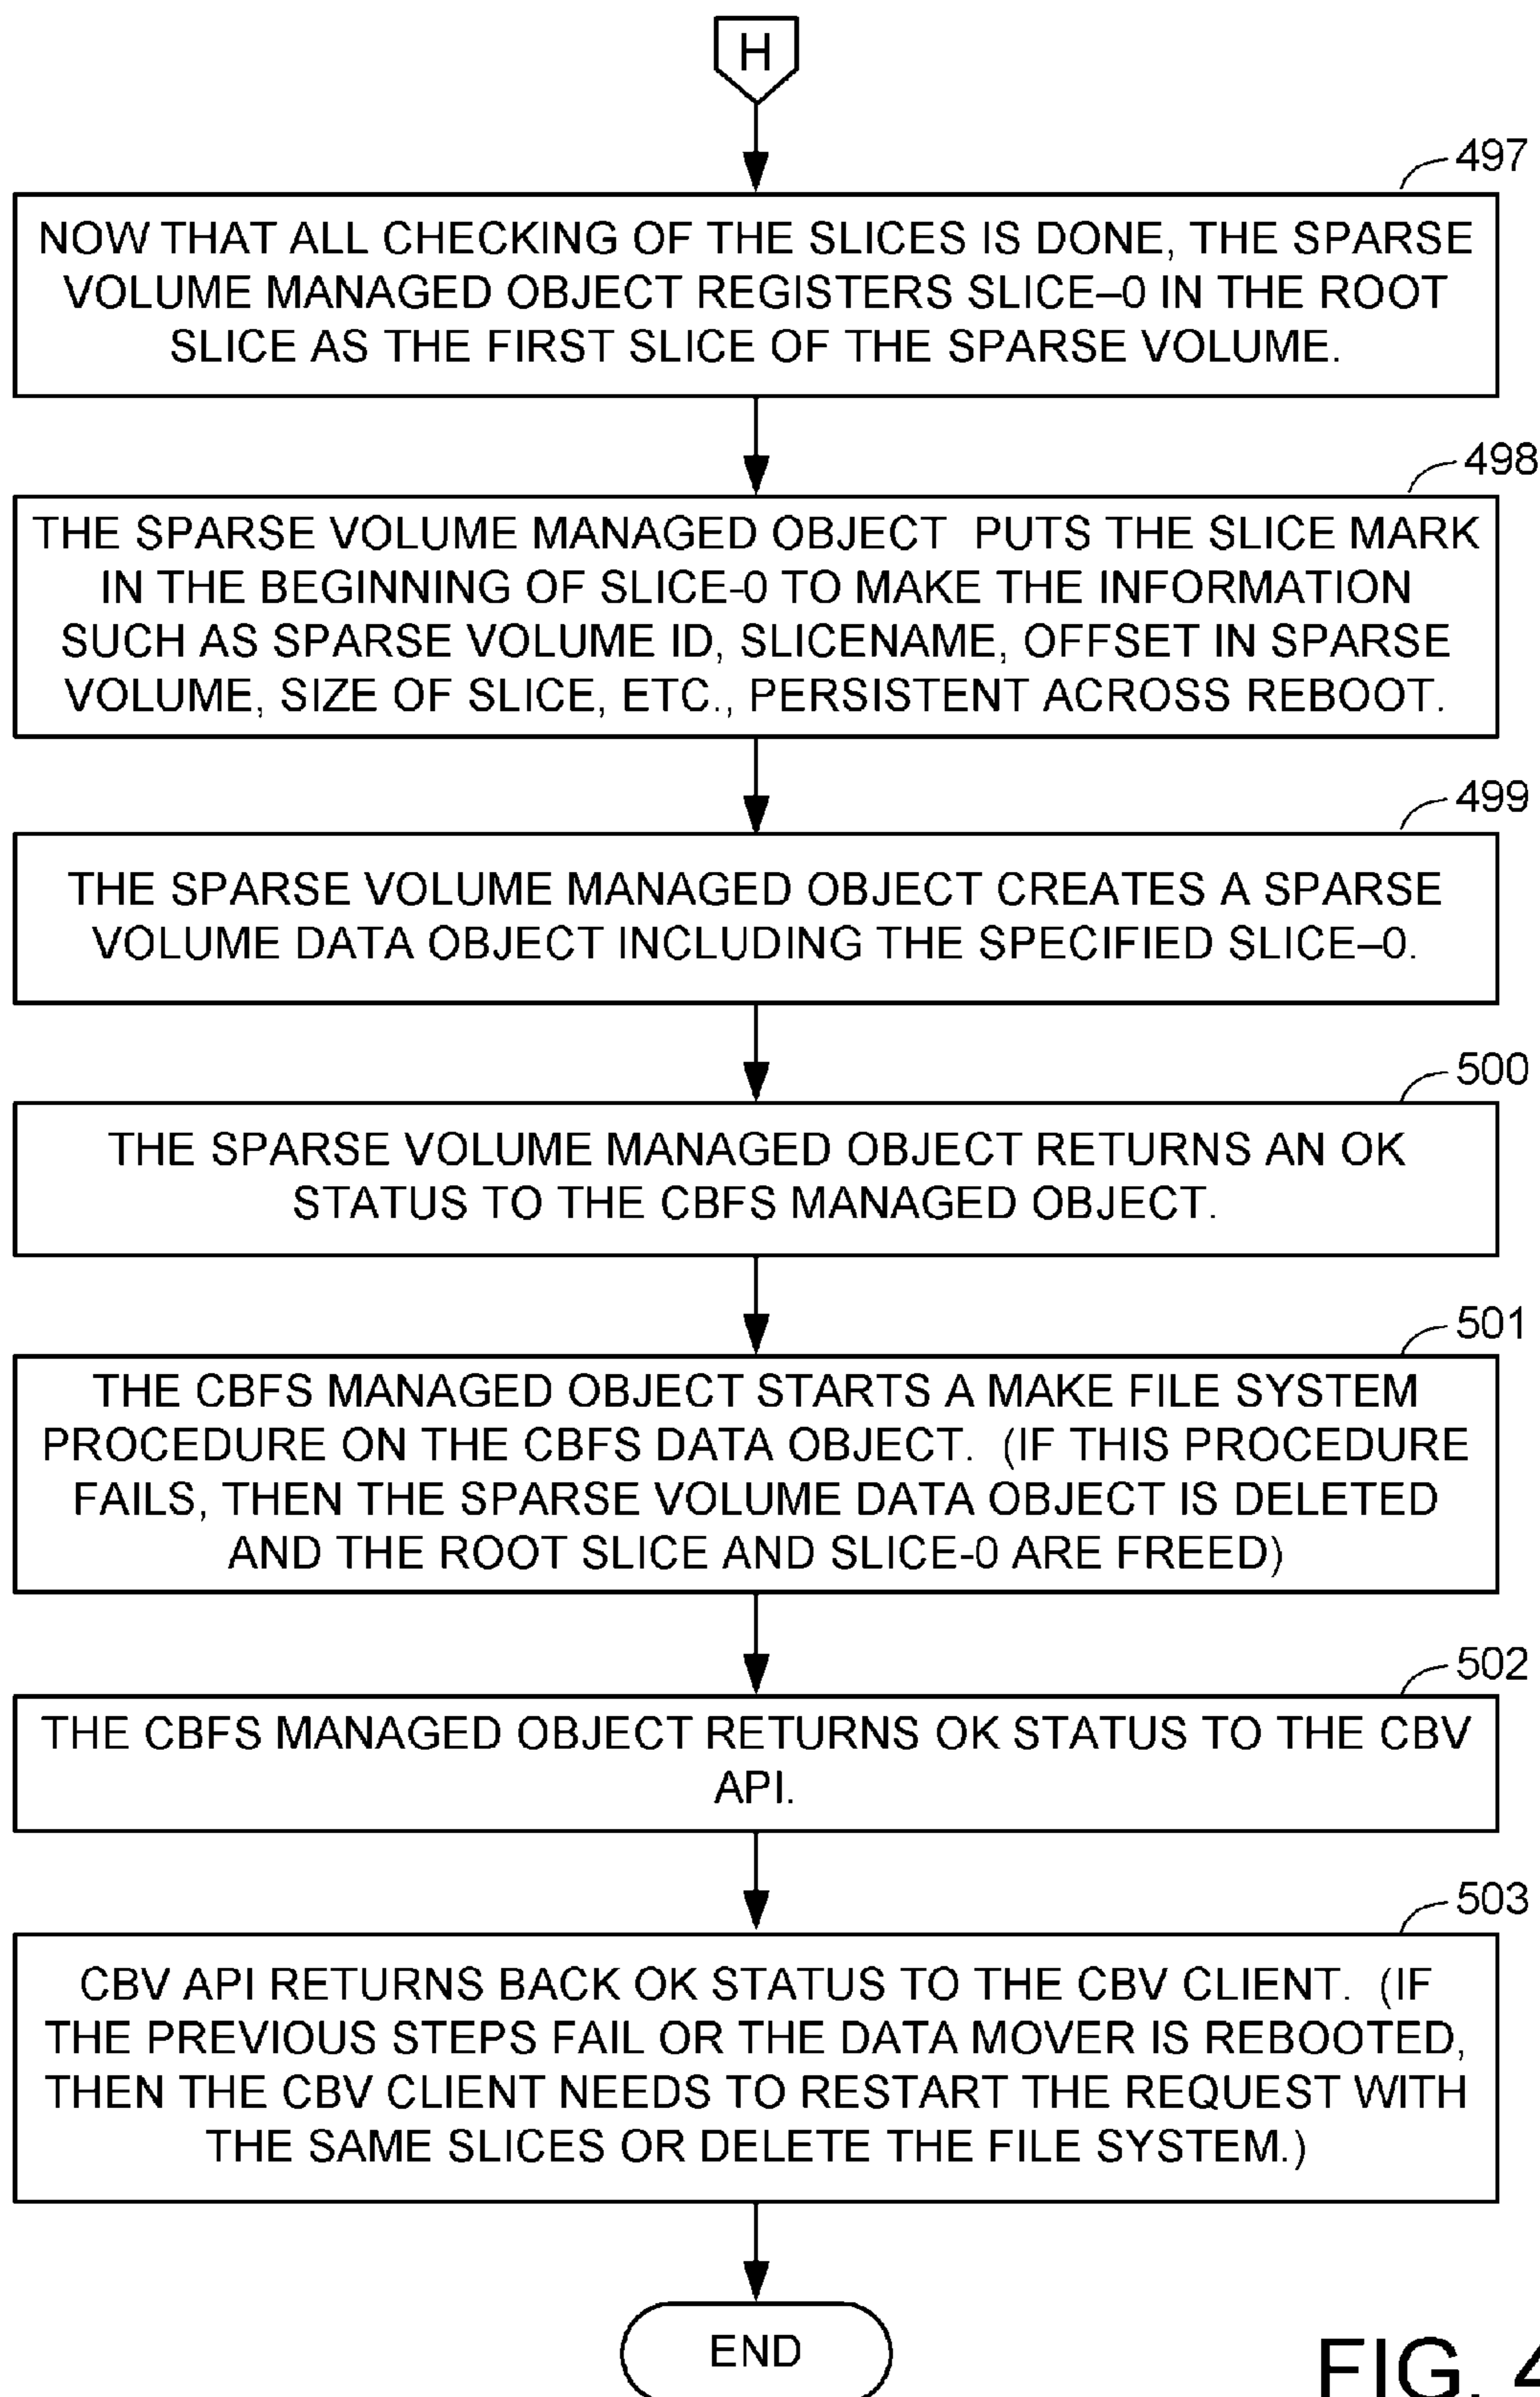 H
497
NOW THAT ALL CHECKING OF THE SLICES IS DONE, THE SPARSE
VOLUME MANAGED OBJECT REGISTERS SLICE–0 IN THE ROOT
SLICE AS THE FIRST SLICE OF THE SPARSE VOLUME.
498
THE SPARSE VOLUME MANAGED OBJECT PUTS THE SLICE MARK
IN THE BEGINNING OF SLICE-0 TO MAKE THE INFORMATION
SUCH AS SPARSE VOLUME ID, SLICENAME, OFFSET IN SPARSE
VOLUME, SIZE OF SLICE, ETC., PERSISTENT ACROSS REBOOT.
499
THE SPARSE VOLUME MANAGED OBJECT CREATES A SPARSE
VOLUME DATA OBJECT INCLUDING THE SPECIFIED SLICE–0.
500
THE SPARSE VOLUME MANAGED OBJECT RETURNS AN OK
STATUS TO THE CBFS MANAGED OBJECT.
501
THE CBFS MANAGED OBJECT STARTS A MAKE FILE SYSTEM
PROCEDURE ON THE CBFS DATA OBJECT. (IF THIS PROCEDURE
FAILS, THEN THE SPARSE VOLUME DATA OBJECT IS DELETED
AND THE ROOT SLICE AND SLICE-0 ARE FREED)
502
THE CBFS MANAGED OBJECT RETURNS OK STATUS TO THE CBV
API.
503
CBV API RETURNS BACK OK STATUS TO THE CBV CLIENT. (IF
THE PREVIOUS STEPS FAIL OR THE DATA MOVER IS REBOOTED,
THEN THE CBV CLIENT NEEDS TO RESTART THE REQUEST WITH
THE SAME SLICES OR DELETE THE FILE SYSTEM.)
END
FIG.